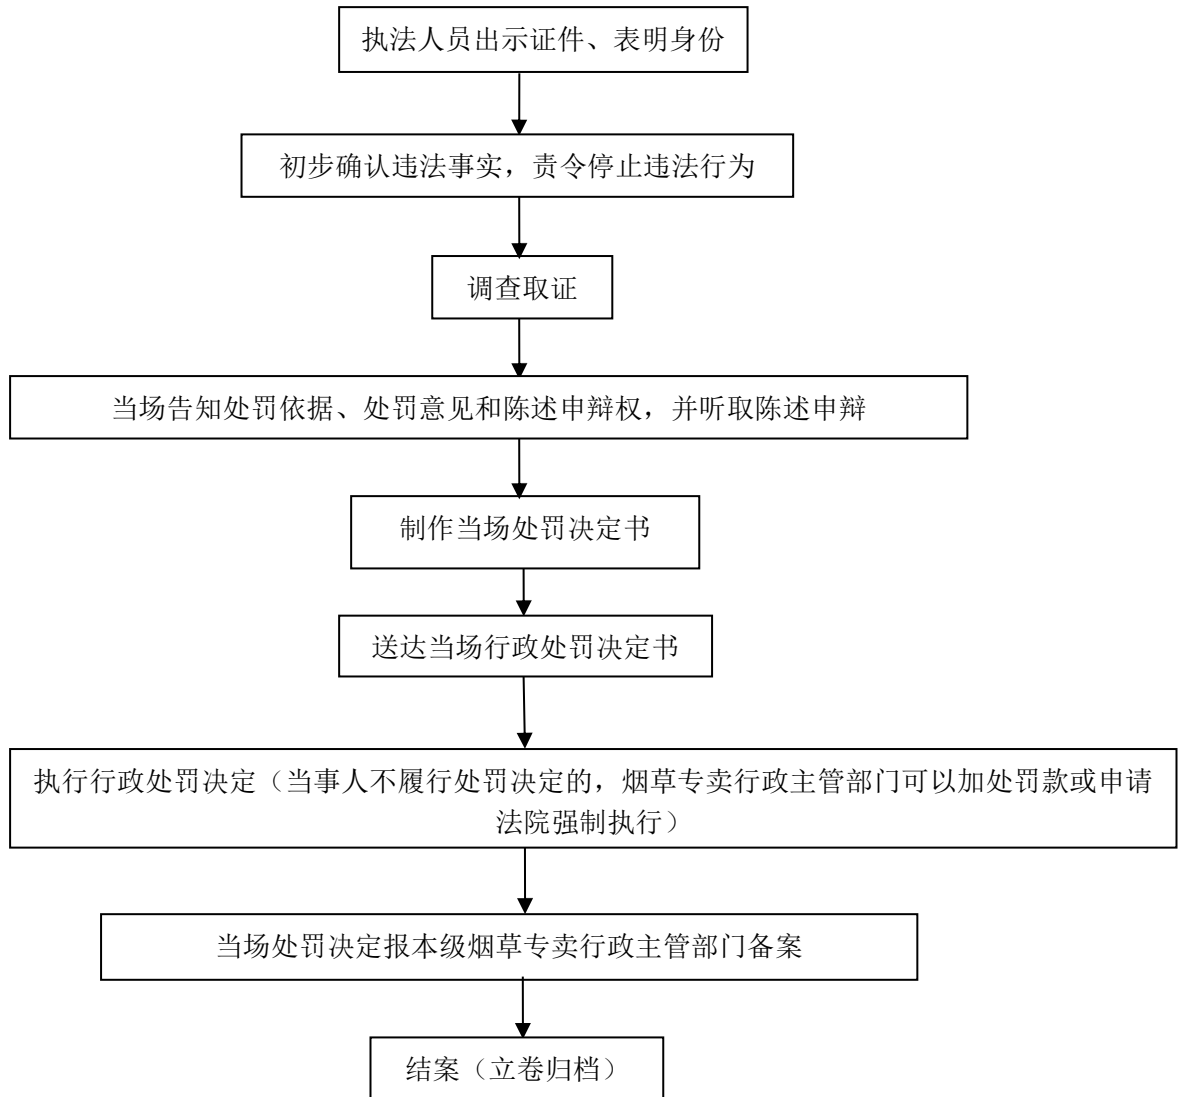 执法人员出示证件、表明身份
初步确认违法事实，责令停止违法行为
调查取证
当场告知处罚依据、处罚意见和陈述申辩权，并听取陈述申辩
制作当场处罚决定书
送达当场行政处罚决定书
执行行政处罚决定（当事人不履行处罚决定的，烟草专卖行政主管部门可以加处罚款或申请
法院强制执行）
当场处罚决定报本级烟草专卖行政主管部门备案
结案（立卷归档）